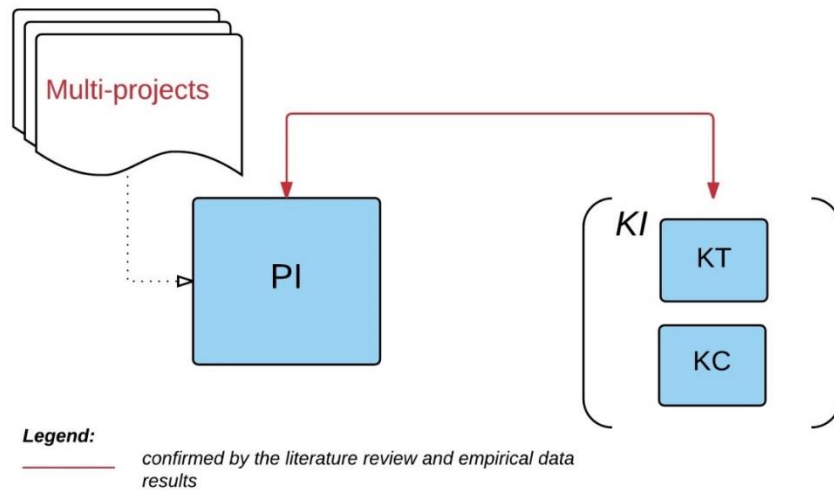 Multi-projects
PI
KI
KT
KC
Legend:
confirmed by the literature review and empirical data
results